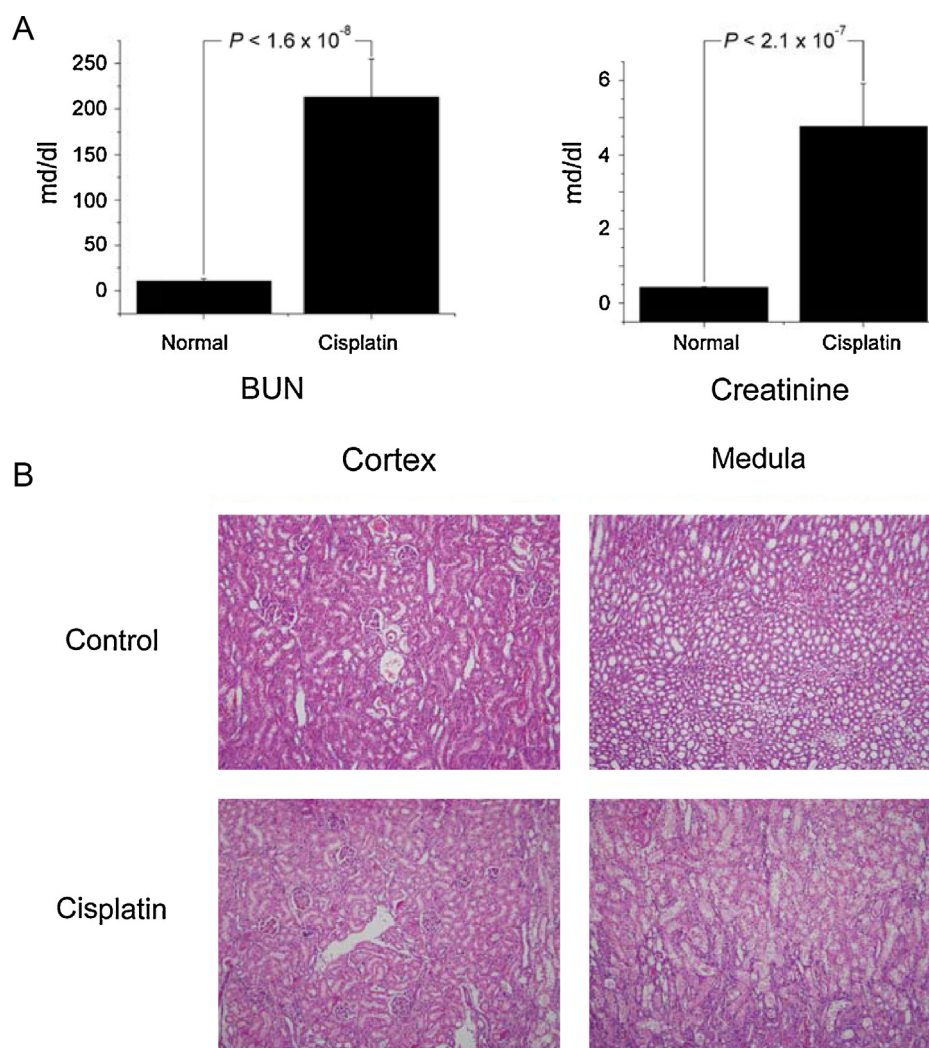 A
P < 1.6 x 10-8
md/dl
250
200
150
100
50
0
Normal
Cisplatin
BUN
P < 2.1 x 10-7
md/dl
6
4
2
0
Normal
Cisplatin
Creatinine
B
Cortex
Medula
Control
Cisplatin